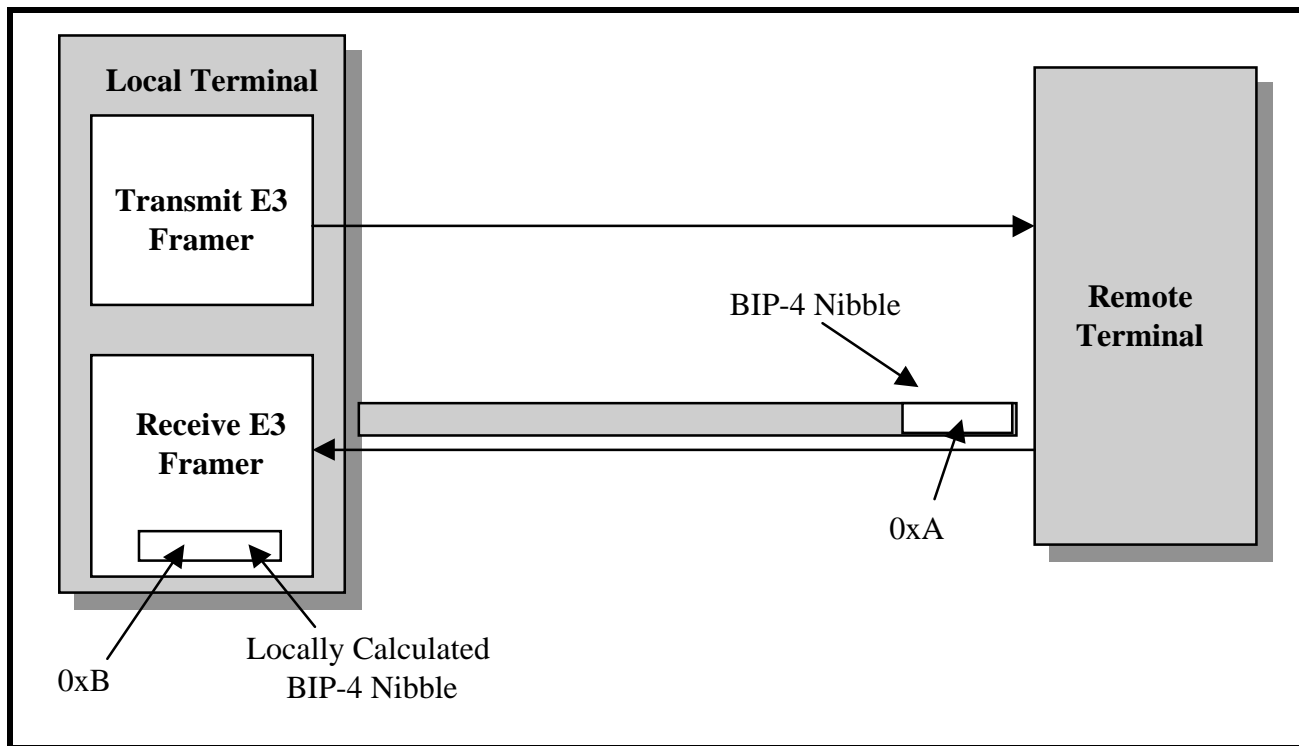 Local Terminal
Transmit E3
Framer
Receive E3
Framer
0xB
Locally Calculated
BIP-4 Nibble
BIP-4 Nibble
0xA
Remote
Terminal